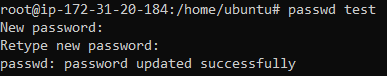 root@ip-172-31-20-184:/home/ubuntu# passwd test
New password:
Retype new password:
passwd: password updated successfully